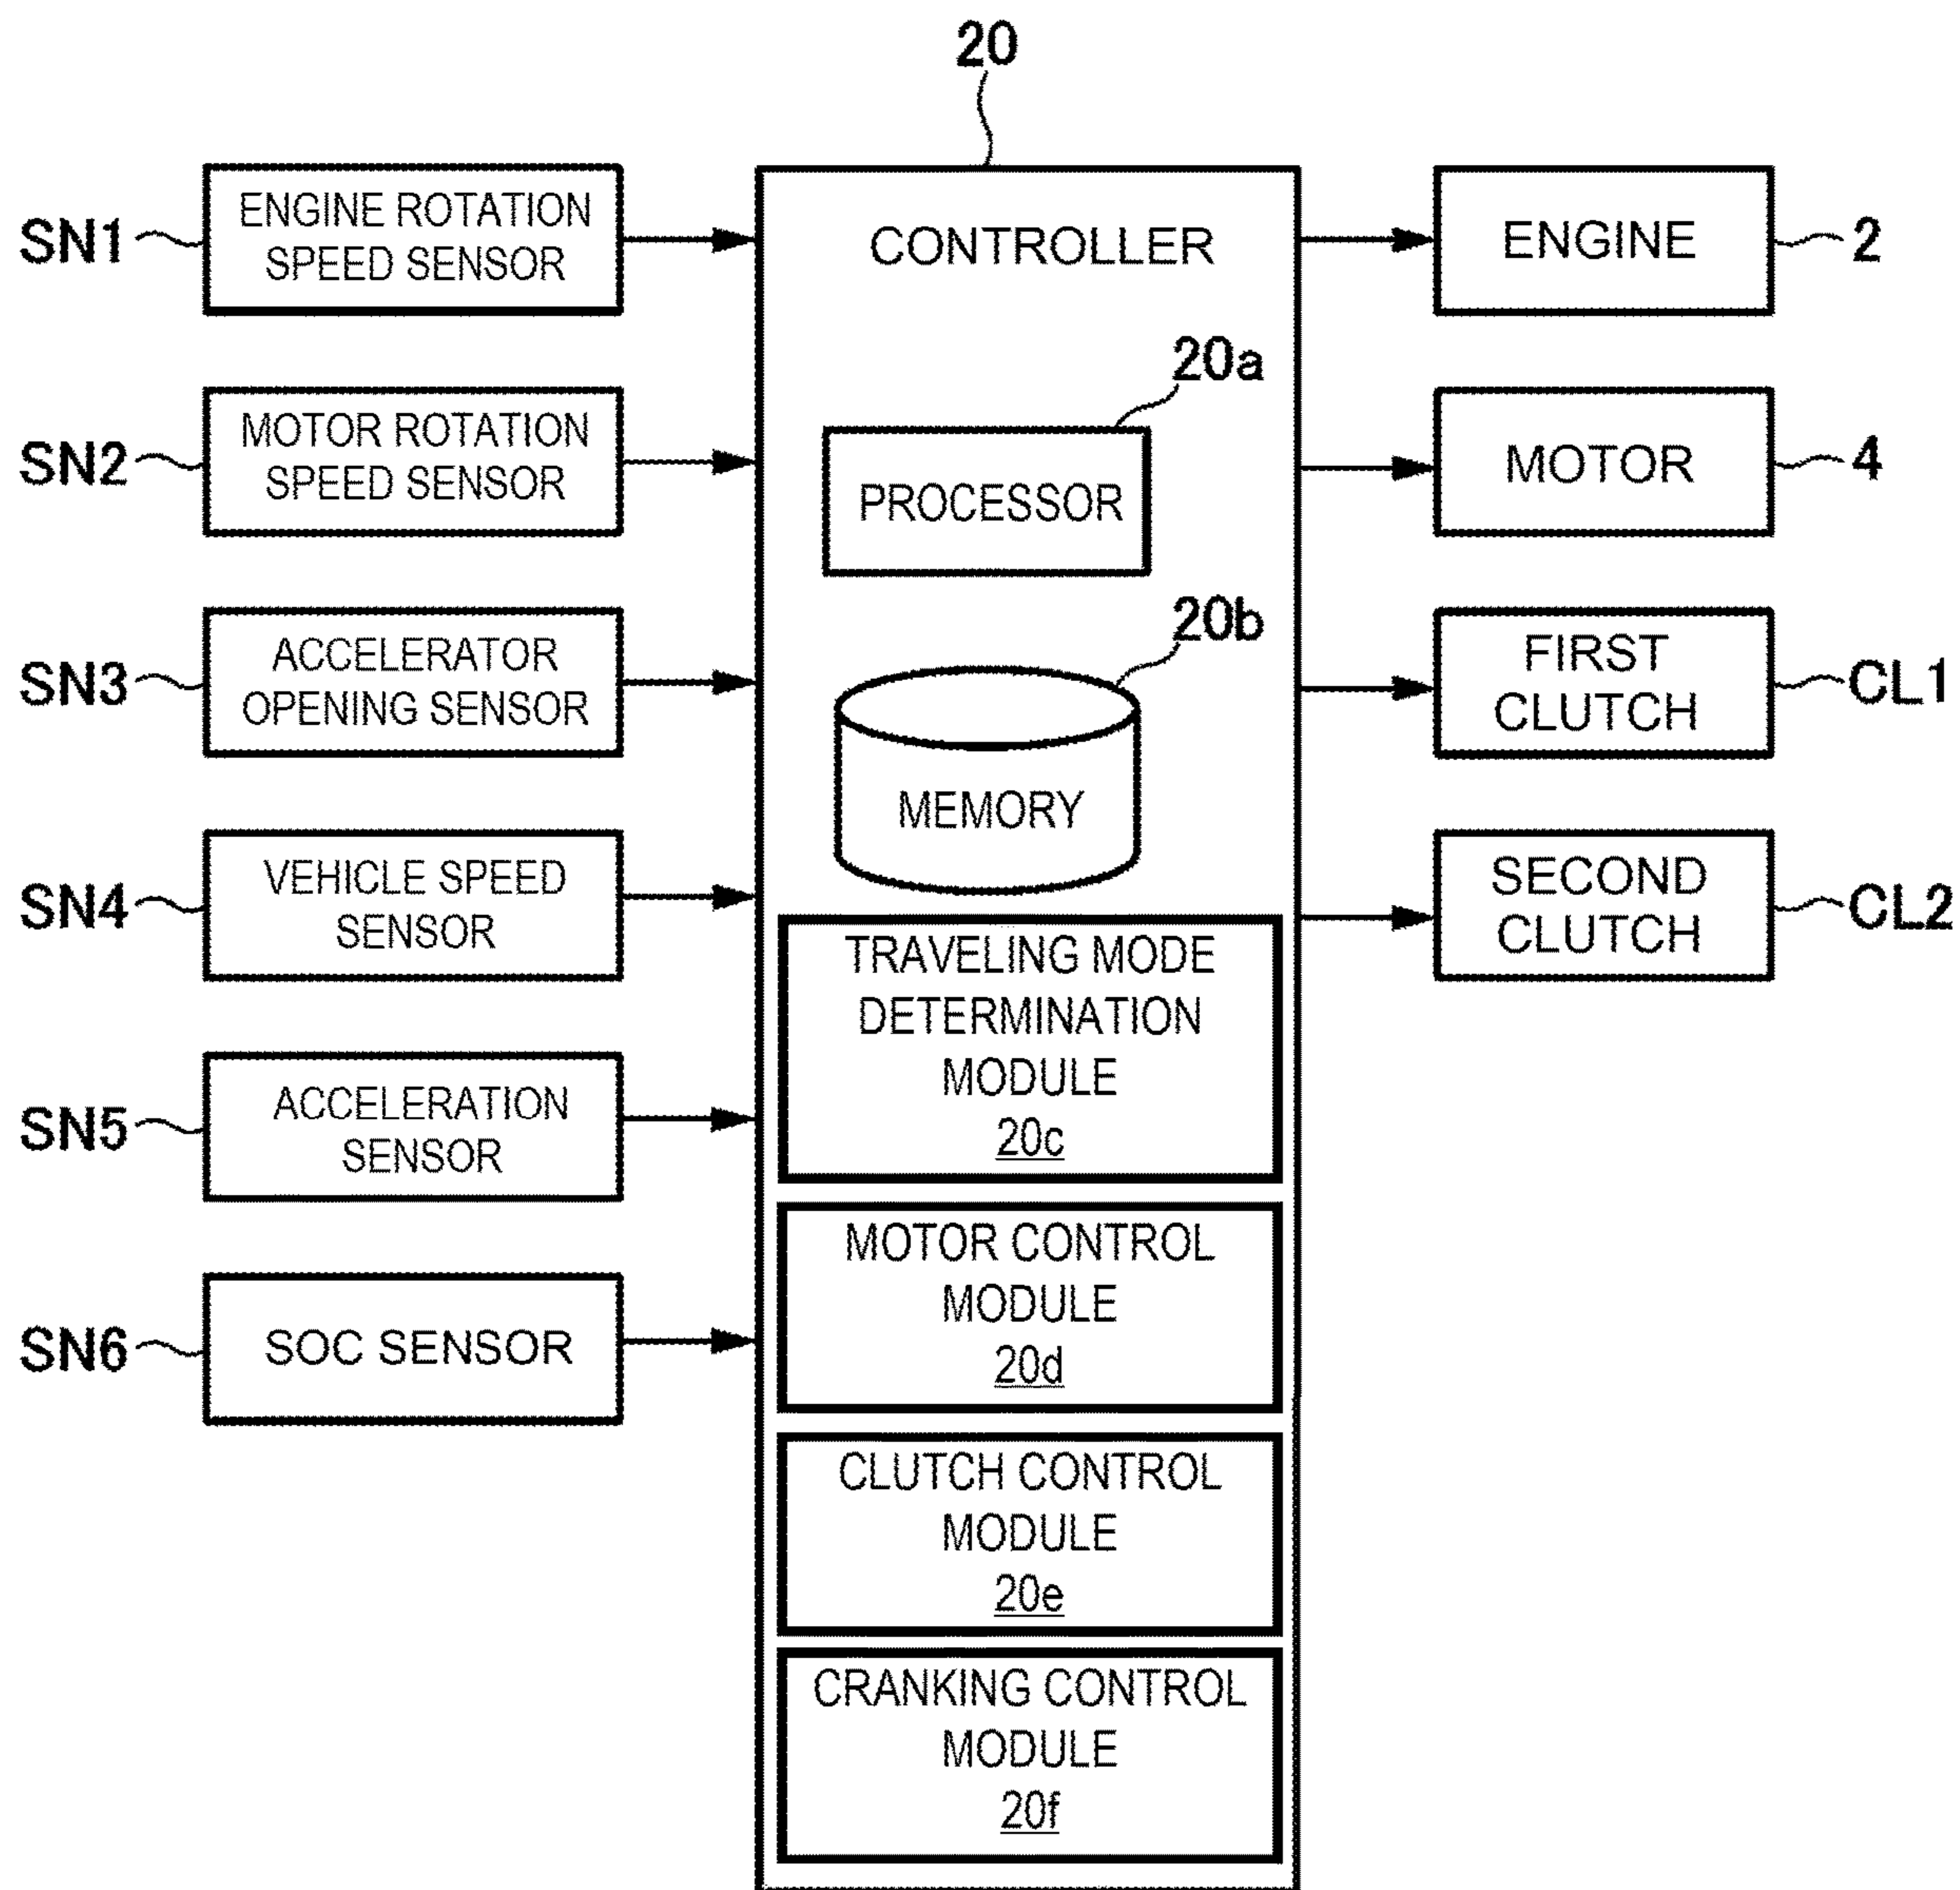 20
SN1
ENGINE ROTATION
SPEED SENSOR
CONTROLLER
ENGINE
2
SN2
MOTOR ROTATION
SPEED SENSOR
20a
PROCESSOR
MOTOR
4
SN3
ACCELERATOR
OPENING SENSOR
20b
MEMORY
FIRST
CLUTCH
CL1
SN4
VEHICLE SPEED
SENSOR
SECOND
CLUTCH
CL2
TRAVELING MODE
DETERMINATION
MODULE
20c
SN5
ACCELERATION
SENSOR
MOTOR CONTROL
MODULE
20d
SN6
SOC SENSOR
CLUTCH CONTROL
MODULE
20e
CRANKING CONTROL
MODULE
20f